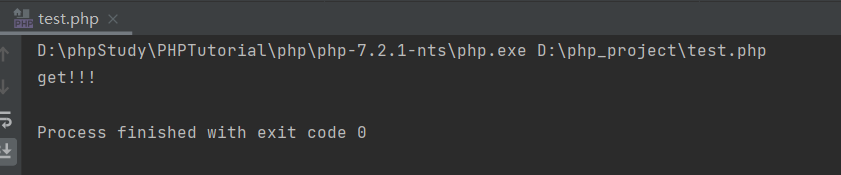 test.php
D:\phpStudy\PHPTutorial\php\php-7.2.1-nts\php.exe D:\php_project\test.php
get!!!
Process finished with exit code 0